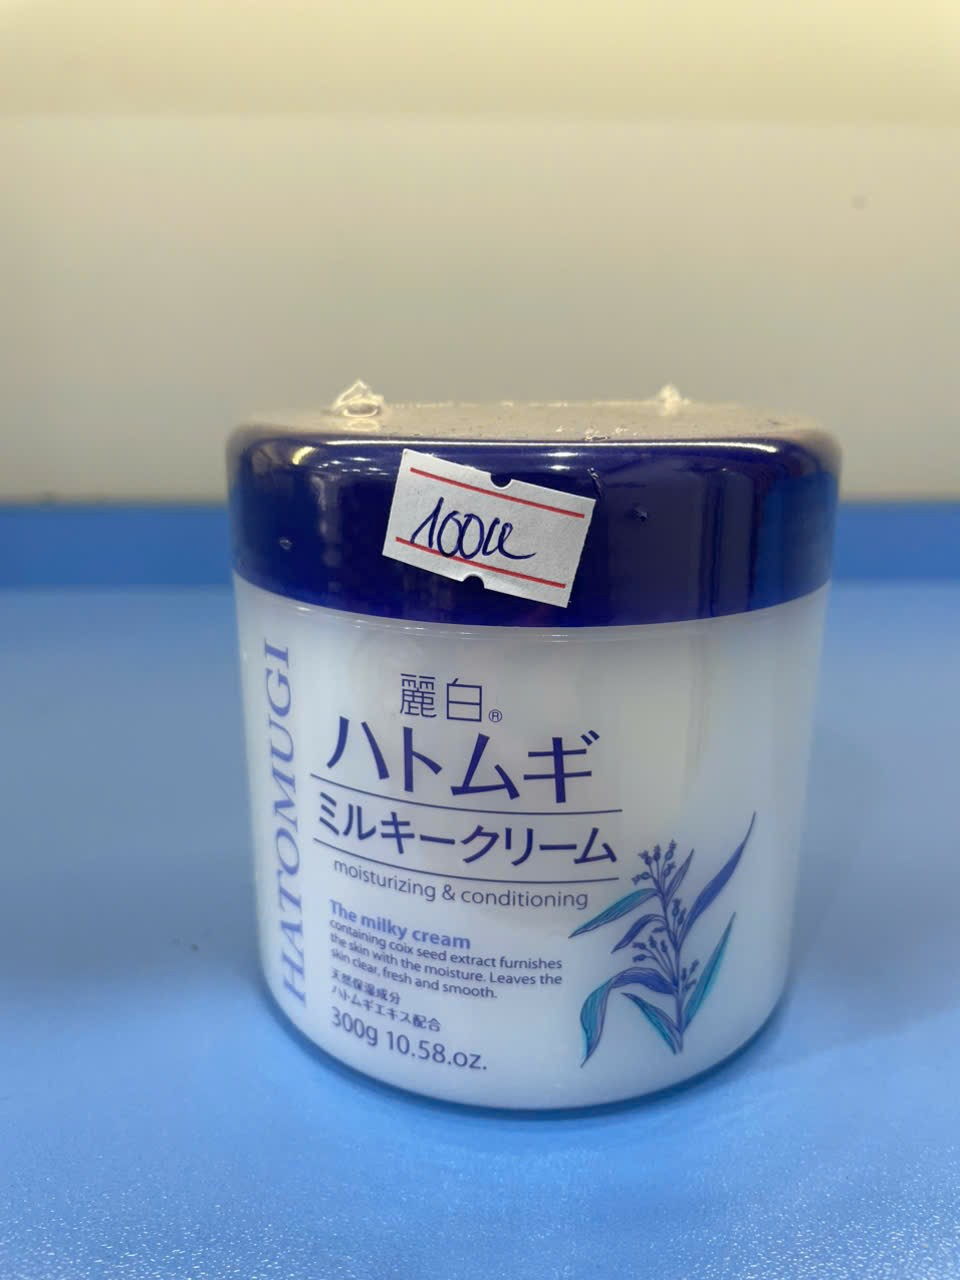 100u
麗白®
ハトムギ
ミルキークリーム
moisturizing & conditioning
The milky cream
containing coix seed extract furnishes
the skin with the moisture. Leaves the
skin clear, fresh and smooth.
天然保湿成分
ハトムギエキス配合
300g 10.58.oz.
HATOMUGI